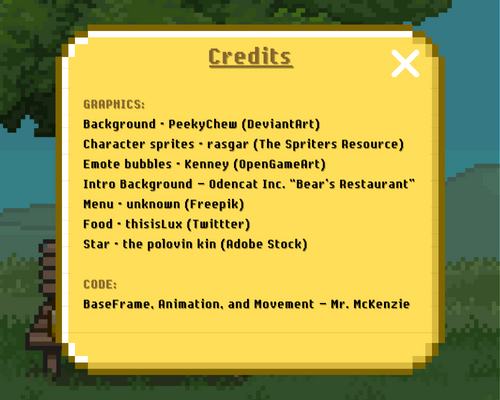 Credits
GRAPHICS:
Background - PeekyChew (DeviantArt)
Character sprites - rasgar (The Spriters Resource)
Emote bubbles - Kenney (OpenGameArt)
Intro Background – Odencat Inc. "Bear's Restaurant"
Menu - unknown (Freepik)
Food - thisisLux (Twittter)
Star - the polovin kin (Adobe Stock)
CODE:
BaseFrame, Animation, and Movement – Mr. McKenzie